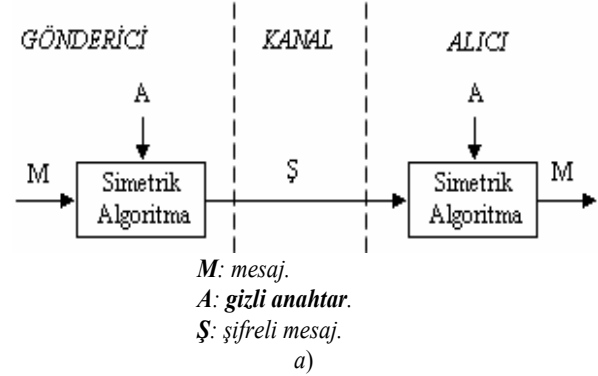 GÖNDERİCİ KANAL ALICI
A A
M Ş M
Simetrik Simetrik
Algoritma Algoritma
M: mesaj.
A: gizli anahtar.
Ş: şifreli mesaj.
a)